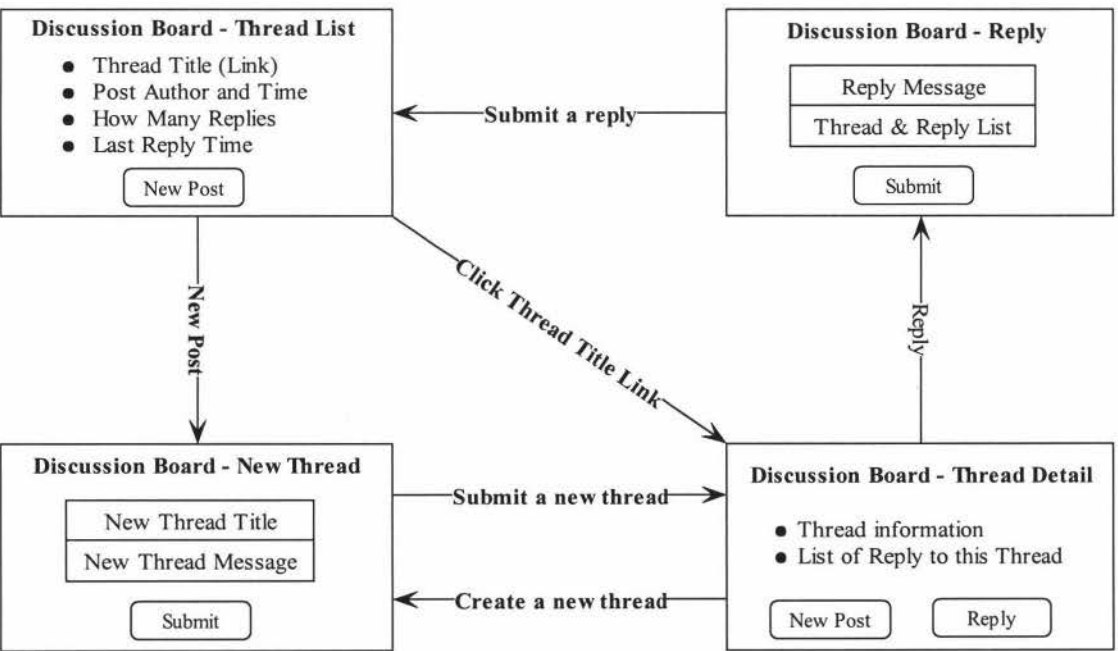 Discussion Board - Thread List
● Thread Title (Link)
● Post Author and Time
● How Many Replies
● Last Reply Time
New Post
Submit a reply
Discussion Board - Reply
Reply Message
Thread & Reply List
Submit
New Post
Click Thread Title Link
Reply
Discussion Board - New Thread
New Thread Title
New Thread Message
Submit
Submit a new thread
Create a new thread
Discussion Board - Thread Detail
● Thread information
● List of Reply to this Thread
New Post
Reply